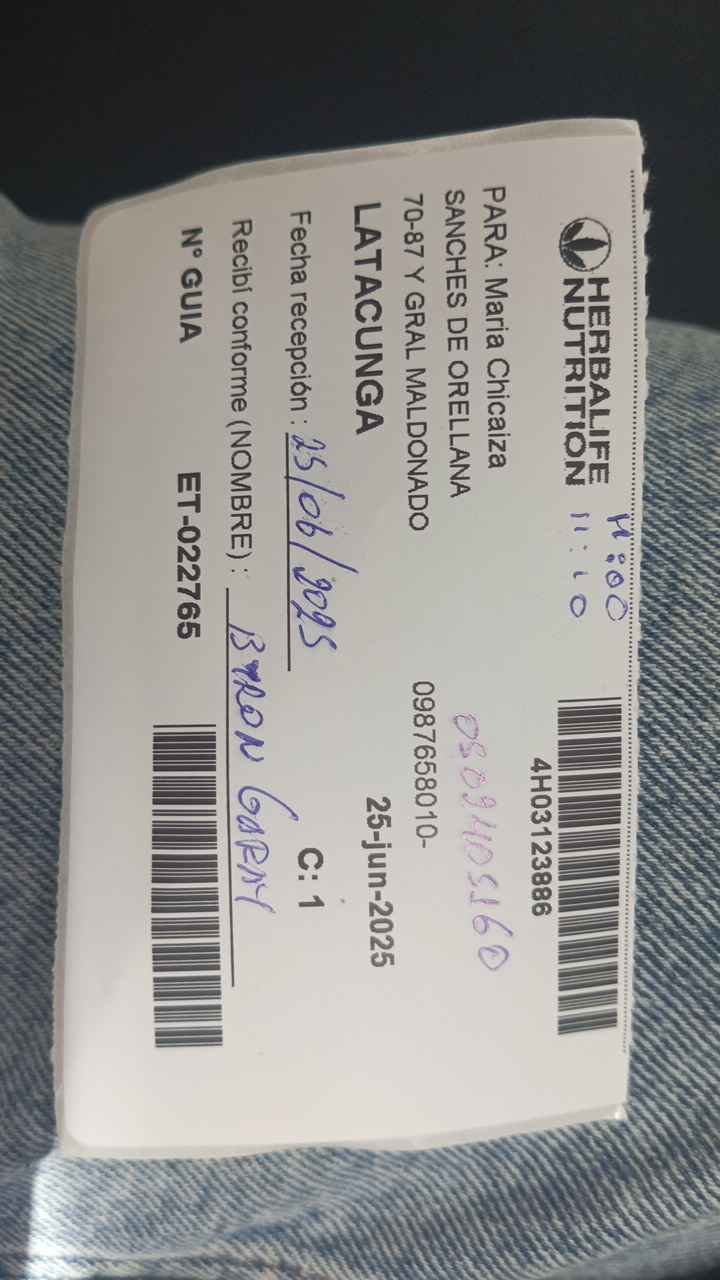 HERBALIFE
NUTRITION
11:00
11:10
4H03123886
PARA: Maria Chicaiza
SANCHES DE ORELLANA
0502405160
70-87 Y GRAL MALDONADO 0987658010-
LATACUNGA 25-jun-2025
Fecha recepción : 25/06/2025 C: 1
Recibí conforme (NOMBRE) : BYRON
N° GUIA ET-022765